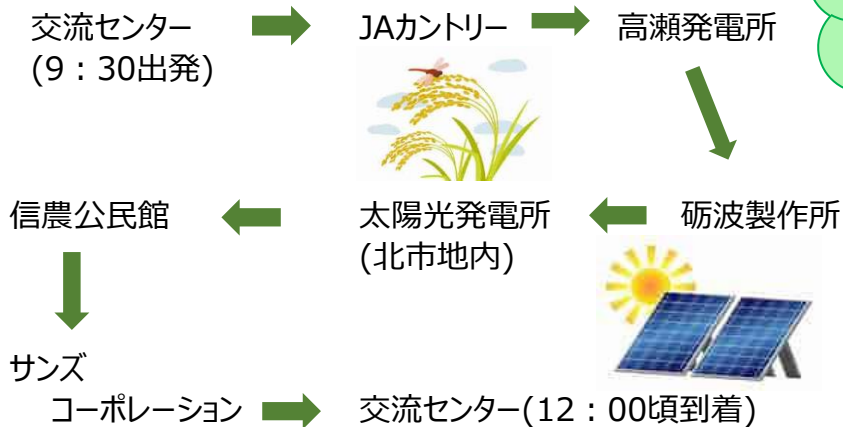 交流センター JAカントリー 高瀬発電所
(9：30出発)
信農公民館 太陽光発電所 砺波製作所
(北市地内)
サンズ
コーポレーション 交流センター(12：00頃到着)